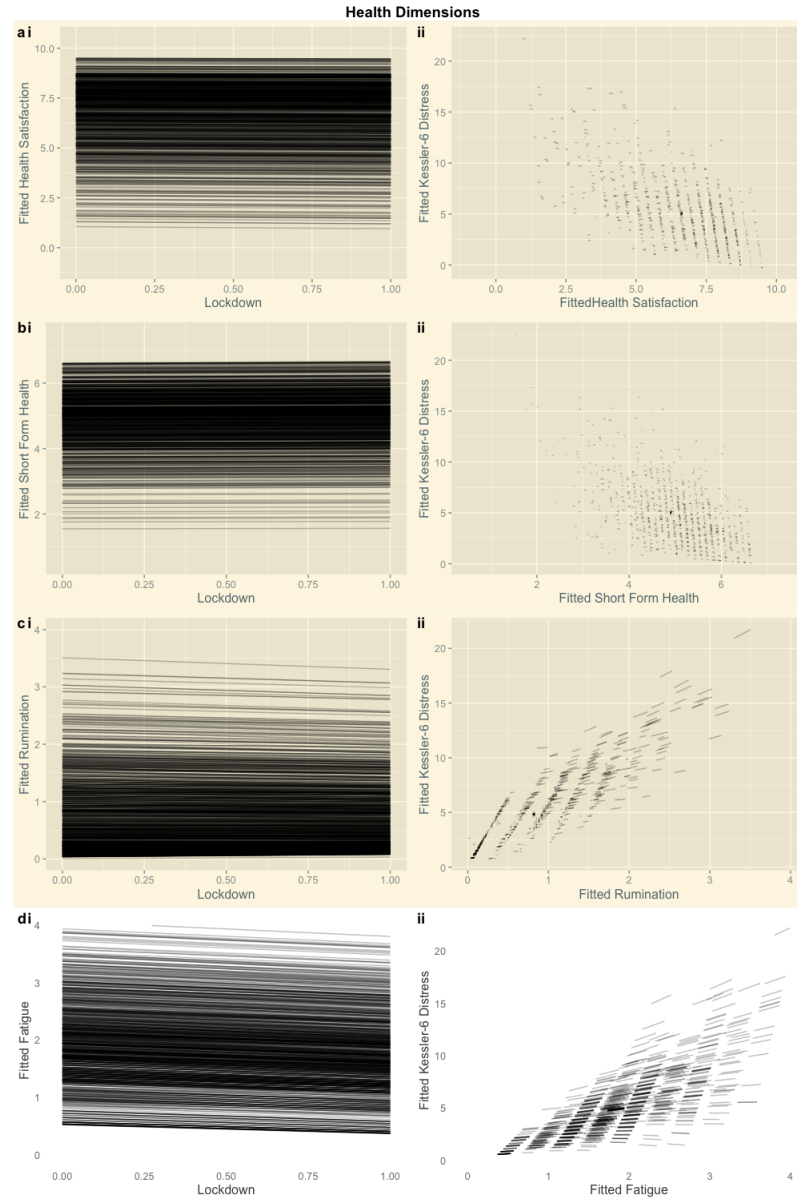 Health Dimensions
a i
ii
Fitted Health Satisfaction
10.0
7.5
5.0
2.5
0.0
0.00 0.25 0.50 0.75 1.00
Lockdown
Fitted Kessler-6 Distress
20
15
10
5
0
0.0 2.5 5.0 7.5 10.0
FittedHealth Satisfaction
b i
ii
Fitted Short Form Health
6
4
2
0.00 0.25 0.50 0.75 1.00
Lockdown
Fitted Kessler-6 Distress
20
15
10
5
0
2 4 6
Fitted Short Form Health
c i
ii
Fitted Rumination
4
3
2
1
0
0.00 0.25 0.50 0.75 1.00
Lockdown
Fitted Kessler-6 Distress
20
15
10
5
0
0 1 2 3 4
Fitted Rumination
d i
ii
Fitted Fatigue
4
3
2
1
0
0.00 0.25 0.50 0.75 1.00
Lockdown
Fitted Kessler-6 Distress
20
15
10
5
0
0 1 2 3 4
Fitted Fatigue